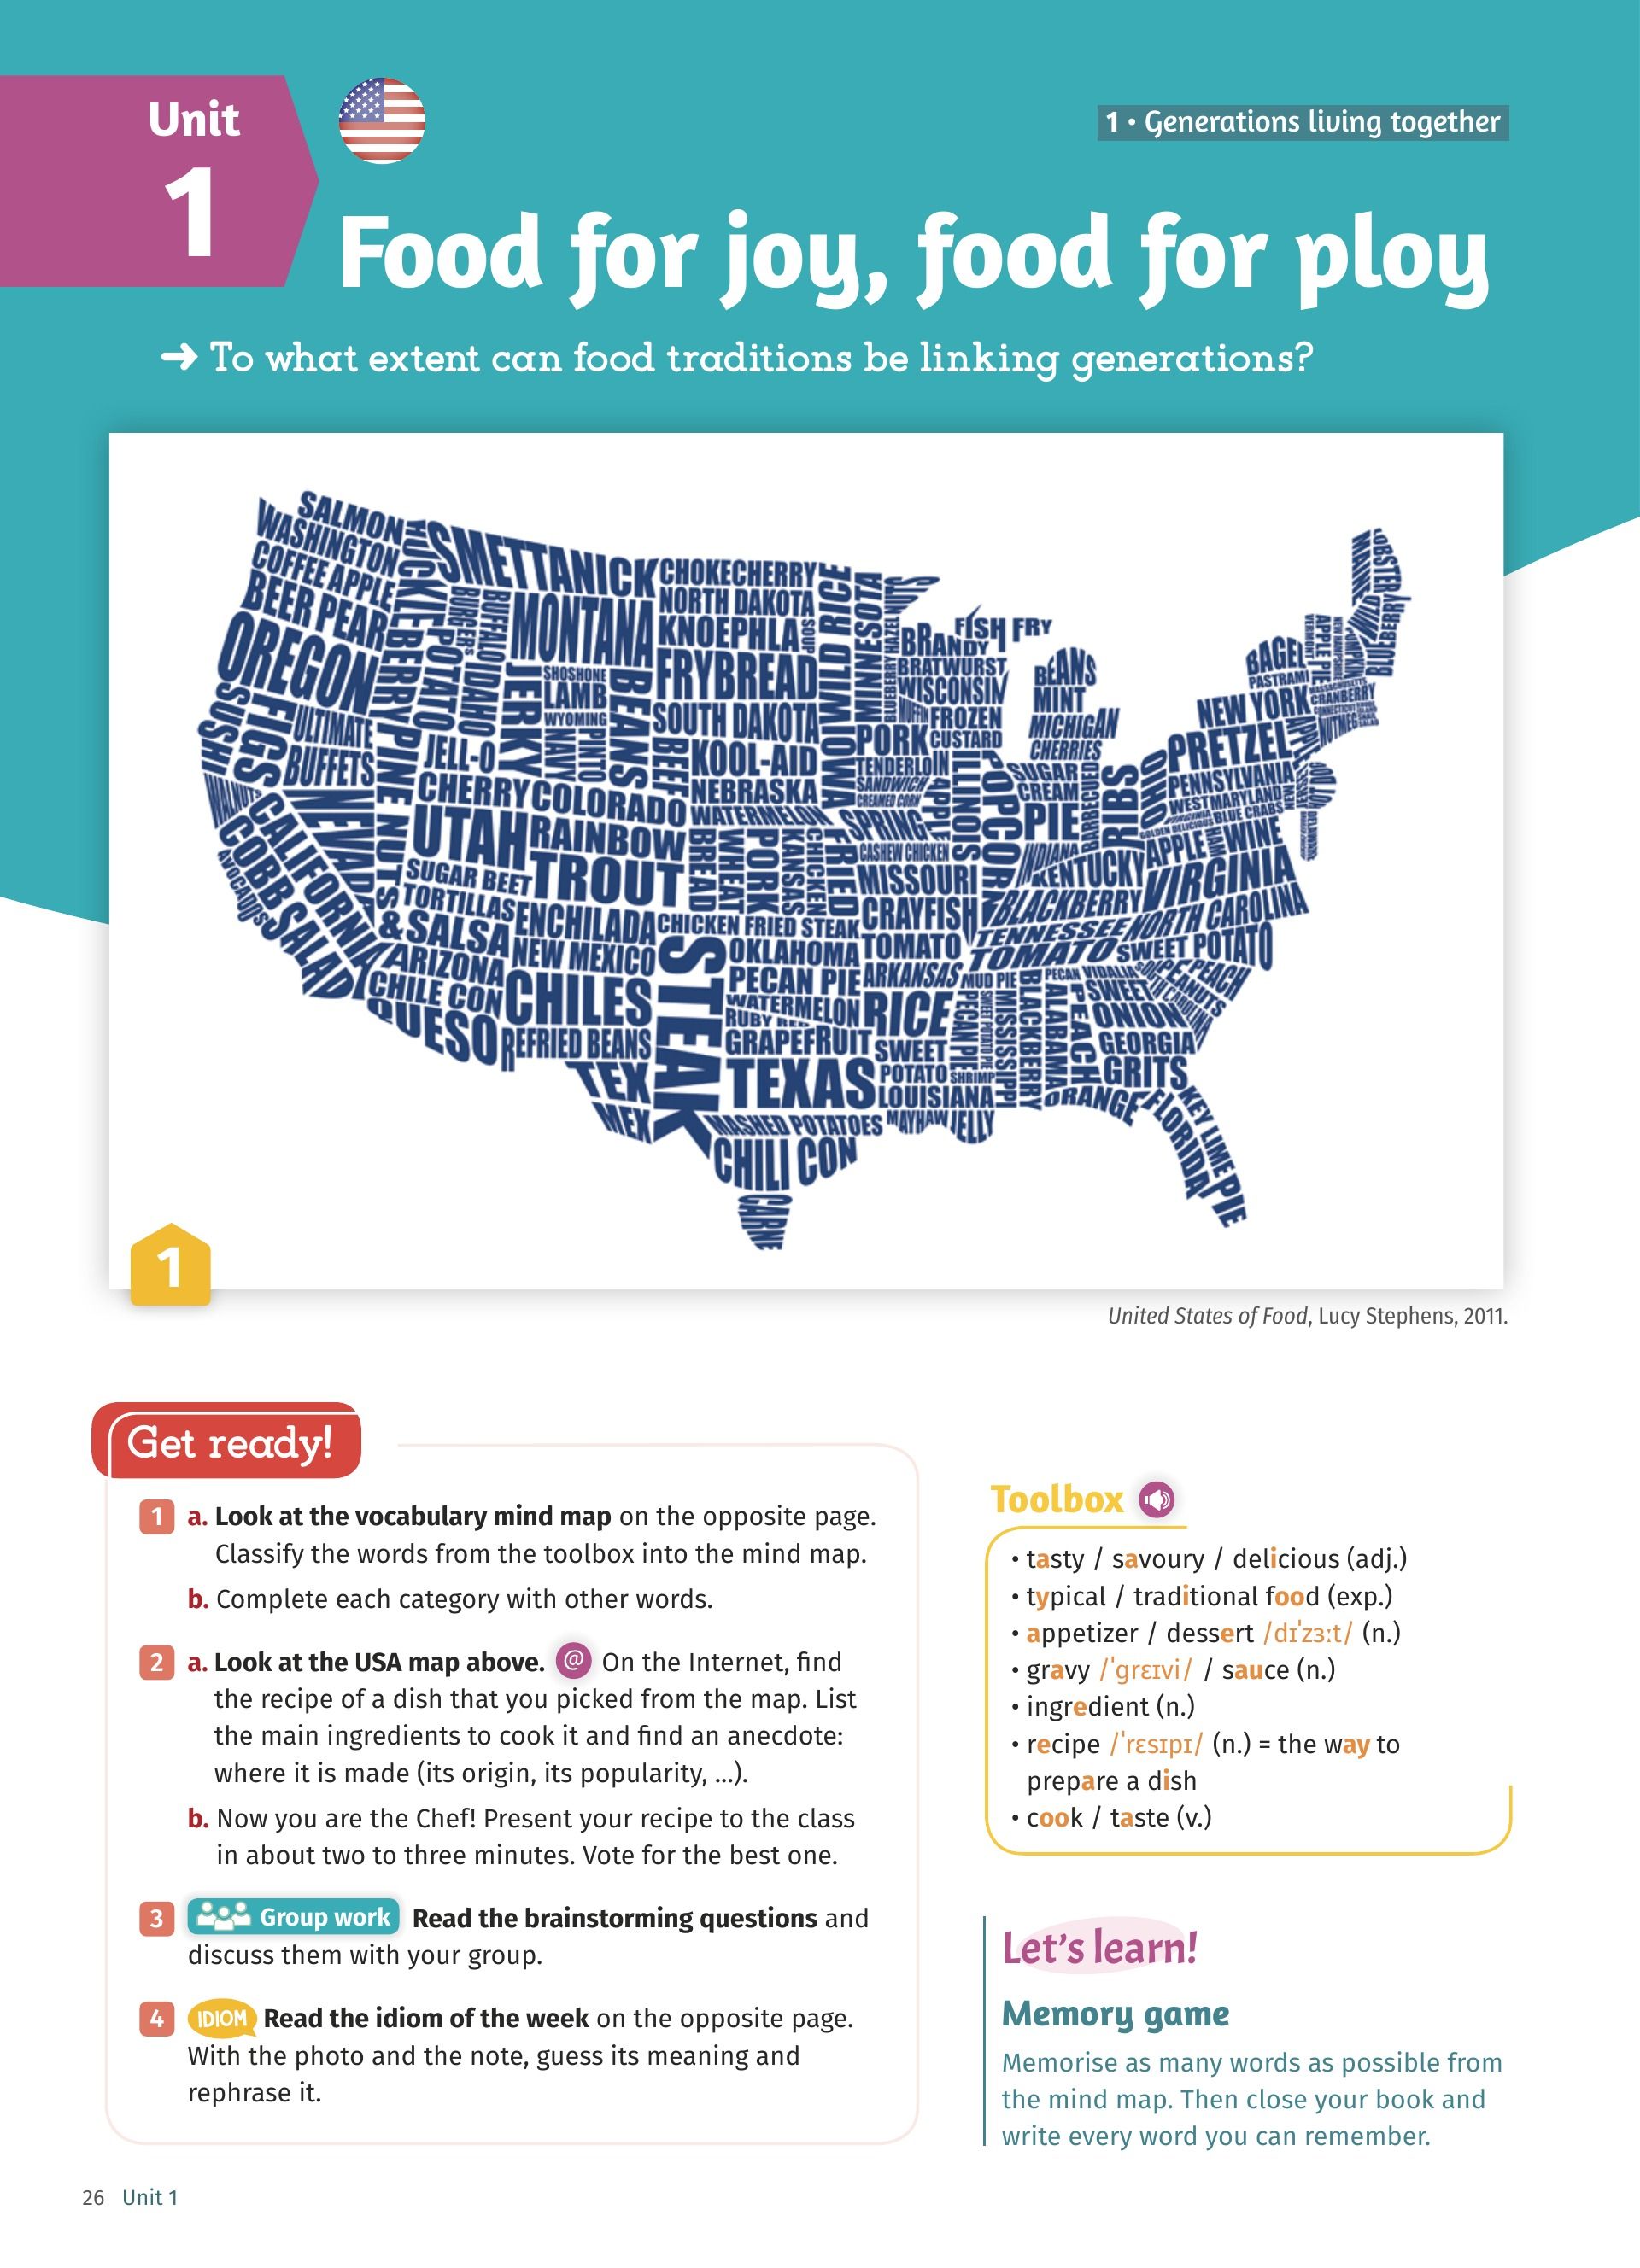 Unit
1
1 • Generations living together
Food for joy, food for ploy
➜ To what extent can food traditions be linking generations?
SALMON
WASHINGTON
COFFEE APPLE
BEER PEAR
OREGON
HUCKLEBERRY
SUSHI
FIGS
ULTIMATE
BUFFETS
WALNUTS
CALIFORNIA
COBB SALAD
AVOCADOS
NEVADA
PINE NUTS
SMETTANICK
BURGERS
BUFFALO
POTATO
IDAHO
MONTANA
JERKY
SHOSHONE
LAMB
WYOMING
NAVY
PINTO
BEANS
JELL-O
CHERRY
UTAH
COLORADO
RAINBOW
TROUT
SUGAR BEET
TORTILLAS
& SALSA
ARIZONA
CHILE CON
QUESO
ENCHILADA
NEW MEXICO
CHILES
REFRIED BEANS
CHOKECHERRY
NORTH DAKOTA
KNOEPHLA
SOUP
FRYBREAD
SOUTH DAKOTA
BEEF
KOOL-AID
NEBRASKA
WATERMELON
BREAD
WHEAT
PORK
KANSAS
CHICKEN
FRIED
CHICKEN FRIED STEAK
OKLAHOMA
PECAN PIE
WATERMELON
RUBY RED
GRAPEFRUIT
STEAK
TEXAS
TEX
MEX
MASHED POTATOES
CHILI CON
CARNE
WILD RICE
MINNESOTA
BLUEBERRY
MUFFIN
HAZEL
IOWA
PORK
TENDERLOIN
SANDWICH
CREAMED CORN
SPRING
CASHEW CHICKEN
MISSOURI
CRAYFISH
TOMATO
ARKANSAS
RICE
SWEET
POTATO
SHRIMP
LOUISIANA
MAYHAW JELLY
BRANDY
FISH FRY
BRATWURST
WISCONSIN
FROZEN
CUSTARD
APPLE
ILLINOIS
POPCORN
BEANS
MINT
MICHIGAN
CHERRIES
SUGAR
CREAM
PIE
INDIANA
BARBECUED
RIBS
KENTUCKY
BLACKBERRY
TENNESSEE
TOMATO
MUD PIE
PECAN PIE
SWEET POTATO PIE
MISSISSIPPI
BLACKBERRY
ALABAMA
PECAN
PEACH
VIDALIA
SWEET
ONION
GEORGIA
GRITS
ORANGE
FLORIDA
KEY LIME PIE
OHIO
PRETZEL
PENNSYLVANIA
WEST
MARYLAND
VIRGINIA
BLUE CRABS
GOLDEN DELICIOUS
APPLE
HAM
WINE
VIRGINIA
NORTH CAROLINA
SWEET POTATO
SOUTH CAROLINA
PEACH
PEANUTS
BAGEL
PASTRAMI
NEW YORK
APPLE
VERMONT
APPLE PIE
NEW HAMPSHIRE
PUMPKIN
MASSACHUSETTS
CRANBERRY
CONNECTICUT
NUTMEG
MAINE
LOBSTER
BLUEBERRY
1
United States of Food, Lucy Stephens, 2011.
Get ready!
1 a. Look at the vocabulary mind map on the opposite page.
Classify the words from the toolbox into the mind map.
b. Complete each category with other words.
2 a. Look at the USA map above. @ On the Internet, find
the recipe of a dish that you picked from the map. List
the main ingredients to cook it and find an anecdote:
where it is made (its origin, its popularity, ...).
b. Now you are the Chef! Present your recipe to the class
in about two to three minutes. Vote for the best one.
3 Group work Read the brainstorming questions and
discuss them with your group.
4 IDIOM Read the idiom of the week on the opposite page.
With the photo and the note, guess its meaning and
rephrase it.
Toolbox
• tasty / savoury / delicious (adj.)
• typical / traditional food (exp.)
• appetizer / dessert /dɪˈzɜːt/ (n.)
• gravy /ˈgrɛɪvi/ / sauce (n.)
• ingredient (n.)
• recipe /ˈrɛsɪpɪ/ (n.) = the way to
prepare a dish
• cook / taste (v.)
Let's learn!
Memory game
Memorise as many words as possible from
the mind map. Then close your book and
write every word you can remember.
26 Unit 1